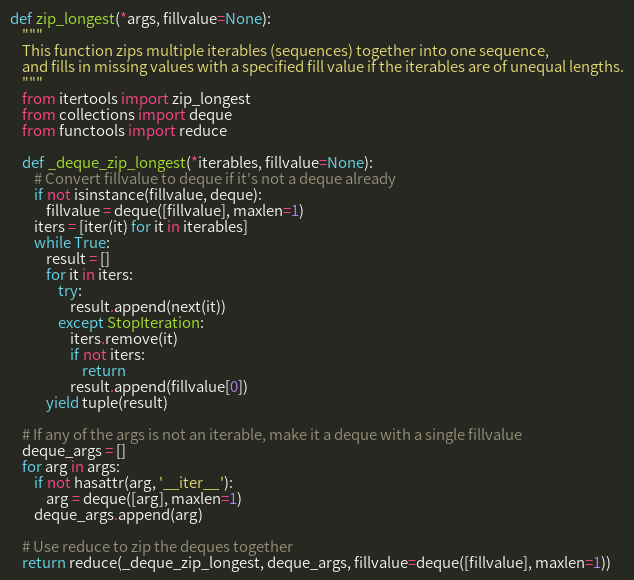 def zip_longest(*args, fillvalue=None):
    """
    This function zips multiple iterables (sequences) together into one sequence,
    and fills in missing values with a specified fill value if the iterables are of unequal lengths.
    """
    from itertools import zip_longest
    from collections import deque
    from functools import reduce

    def _deque_zip_longest(*iterables, fillvalue=None):
        # Convert fillvalue to deque if it's not a deque already
        if not isinstance(fillvalue, deque):
            fillvalue = deque([fillvalue], maxlen=1)
        iters = [iter(it) for it in iterables]
        while True:
            result = []
            for it in iters:
                try:
                    result.append(next(it))
                except StopIteration:
                    iters.remove(it)
                    if not iters:
                        return
                    result.append(fillvalue[0])
            yield tuple(result)

    # If any of the args is not an iterable, make it a deque with a single fillvalue
    deque_args = []
    for arg in args:
        if not hasattr(arg, '__iter__'):
            arg = deque([arg], maxlen=1)
        deque_args.append(arg)

    # Use reduce to zip the deques together
    return reduce(_deque_zip_longest, deque_args, fillvalue=deque([fillvalue], maxlen=1))